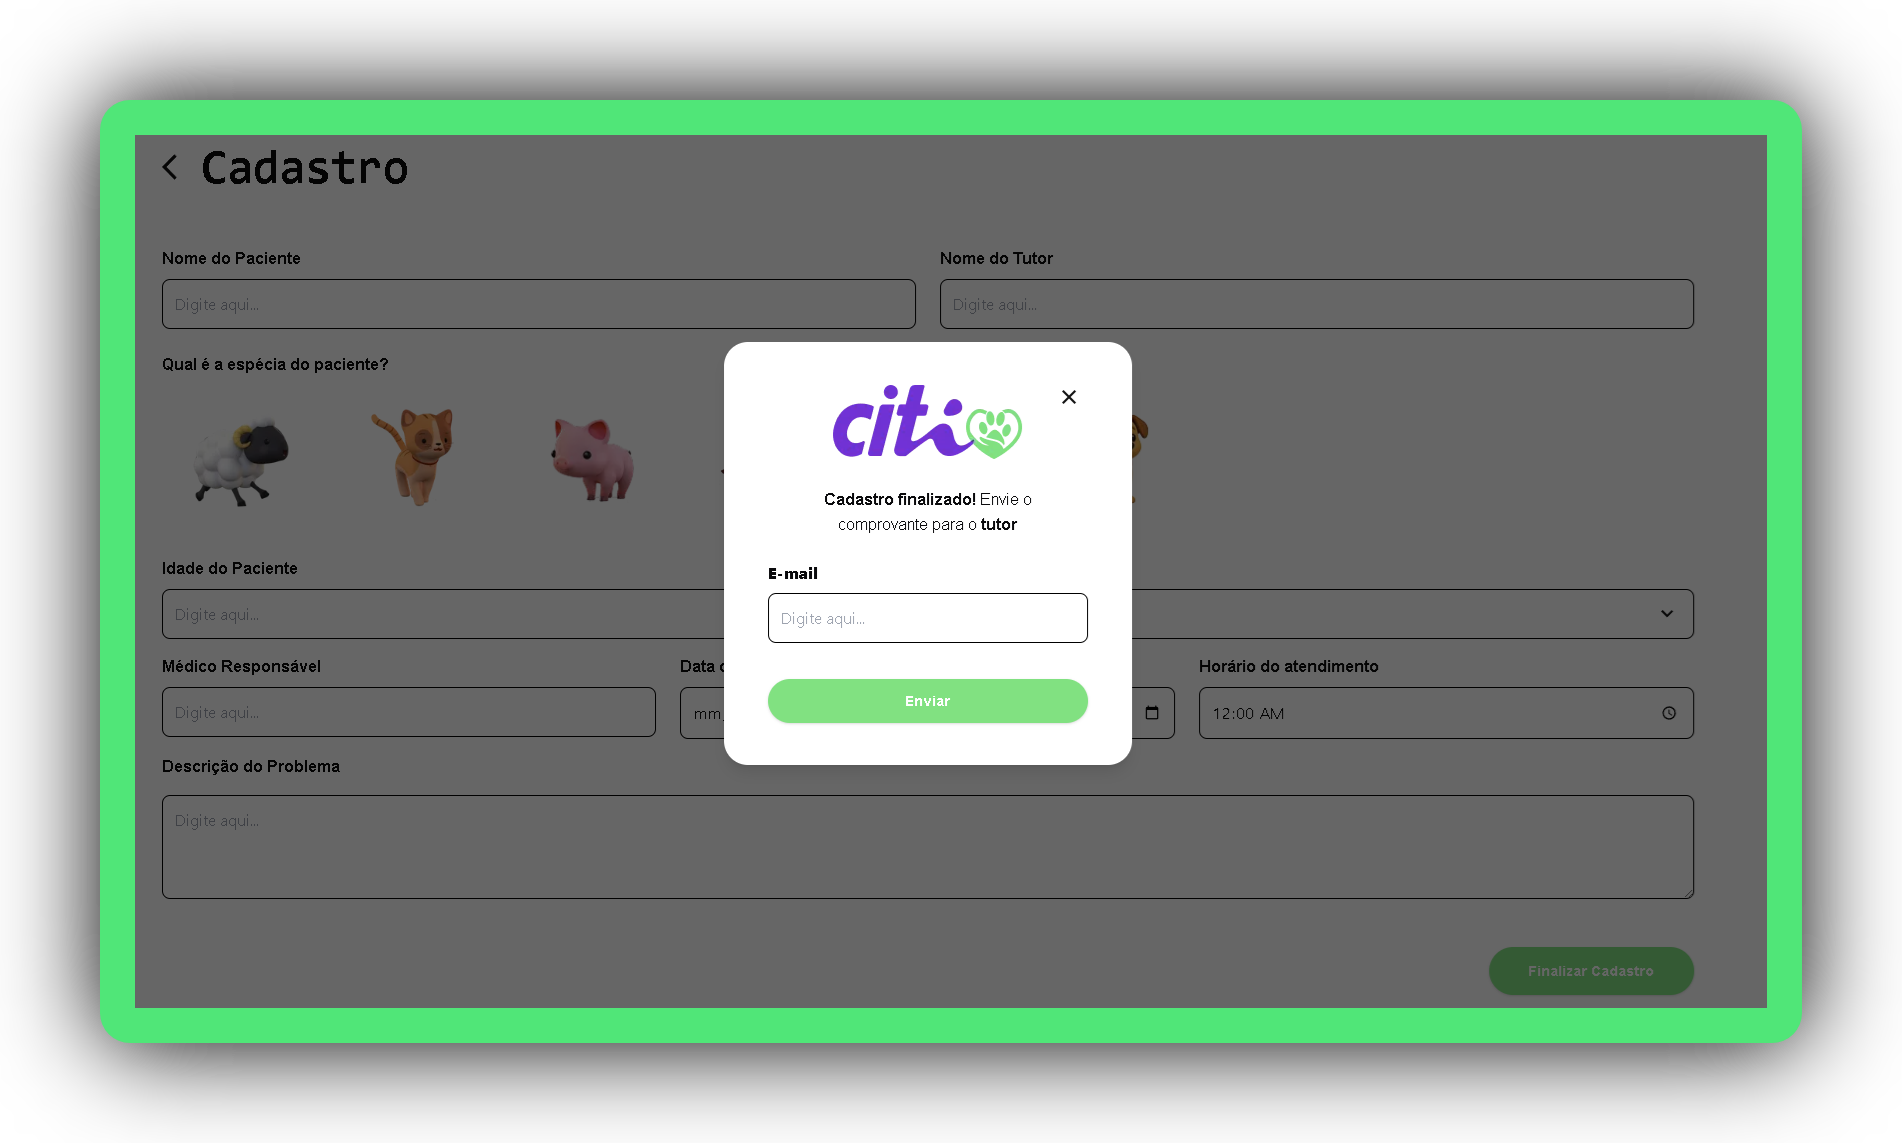 Cadastro
Nome do Paciente
Nome do Tutor
Digite aqui...
Digite aqui...
Qual é a espécia do paciente?
citi
Cadastro finalizado! Envie o
comprovante para o tutor
E-mail
Digite aqui...
Enviar
Idade do Paciente
Digite aqui...
Médico Responsável
Data
Horário do atendimento
Digite aqui...
mm
12:00 AM
Descrição do Problema
Digite aqui...
Finalizar Cadastro